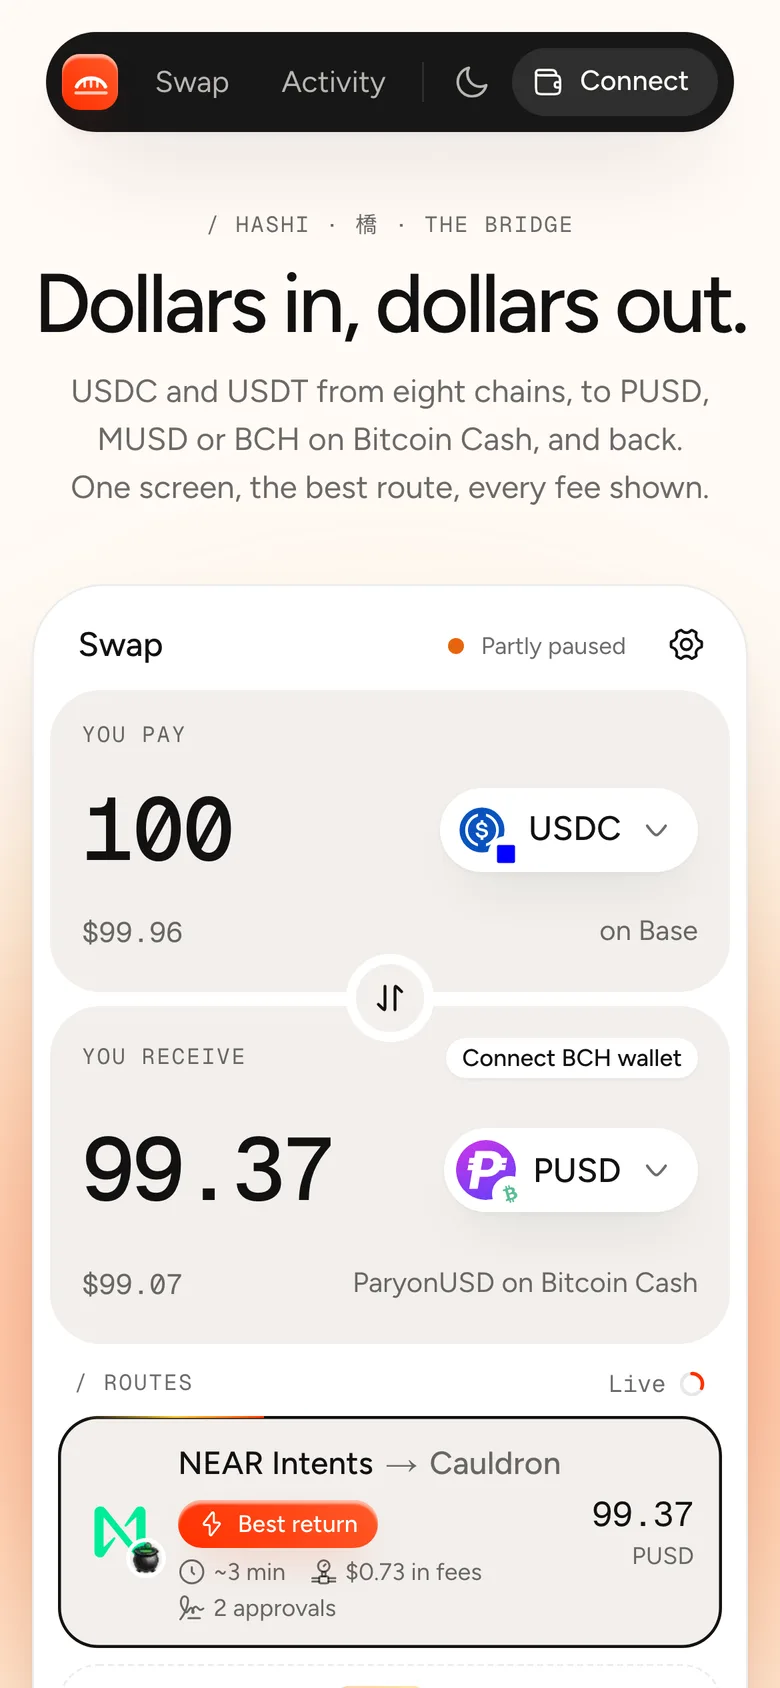 Swap
Activity
Connect
/ HASHI · 橋 · THE BRIDGE
Dollars in, dollars out.
USDC and USDT from eight chains, to PUSD,
MUSD or BCH on Bitcoin Cash, and back.
One screen, the best route, every fee shown.
Swap
Partly paused
YOU PAY
100
USDC
$99.96
on Base
YOU RECEIVE
Connect BCH wallet
99.37
PUSD
$99.07
ParyonUSD on Bitcoin Cash
/ ROUTES
Live
NEAR Intents → Cauldron
Best return
99.37
PUSD
~3 min
$0.73 in fees
2 approvals